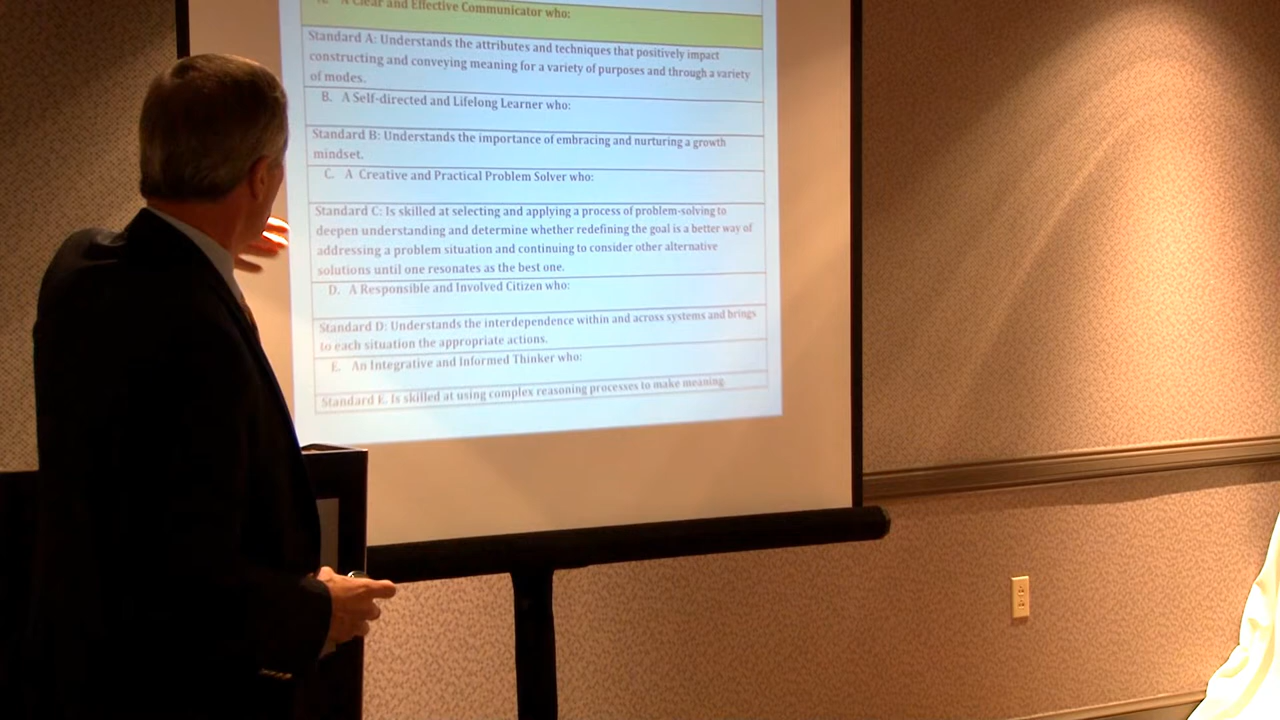 A Clear and Effective Communicator who:
Standard A: Understands the attributes and techniques that positively impact
constructing and conveying meaning for a variety of purposes and through a variety
of modes.
B. A Self-directed and Lifelong Learner who:
Standard B: Understands the importance of embracing and nurturing a growth
mindset.
C. A Creative and Practical Problem Solver who:
Standard C: Is skilled at selecting and applying a process of problem-solving to
deepen understanding and determine whether redefining the goal is a better way of
addressing a problem situation and continuing to consider other alternative
solutions until one resonates as the best one.
D. A Responsible and Involved Citizen who:
Standard D: Understands the interdependence within and across systems and brings
to each situation the appropriate actions.
E. An Integrative and Informed Thinker who:
Standard E. Is skilled at using complex reasoning processes to make meaning